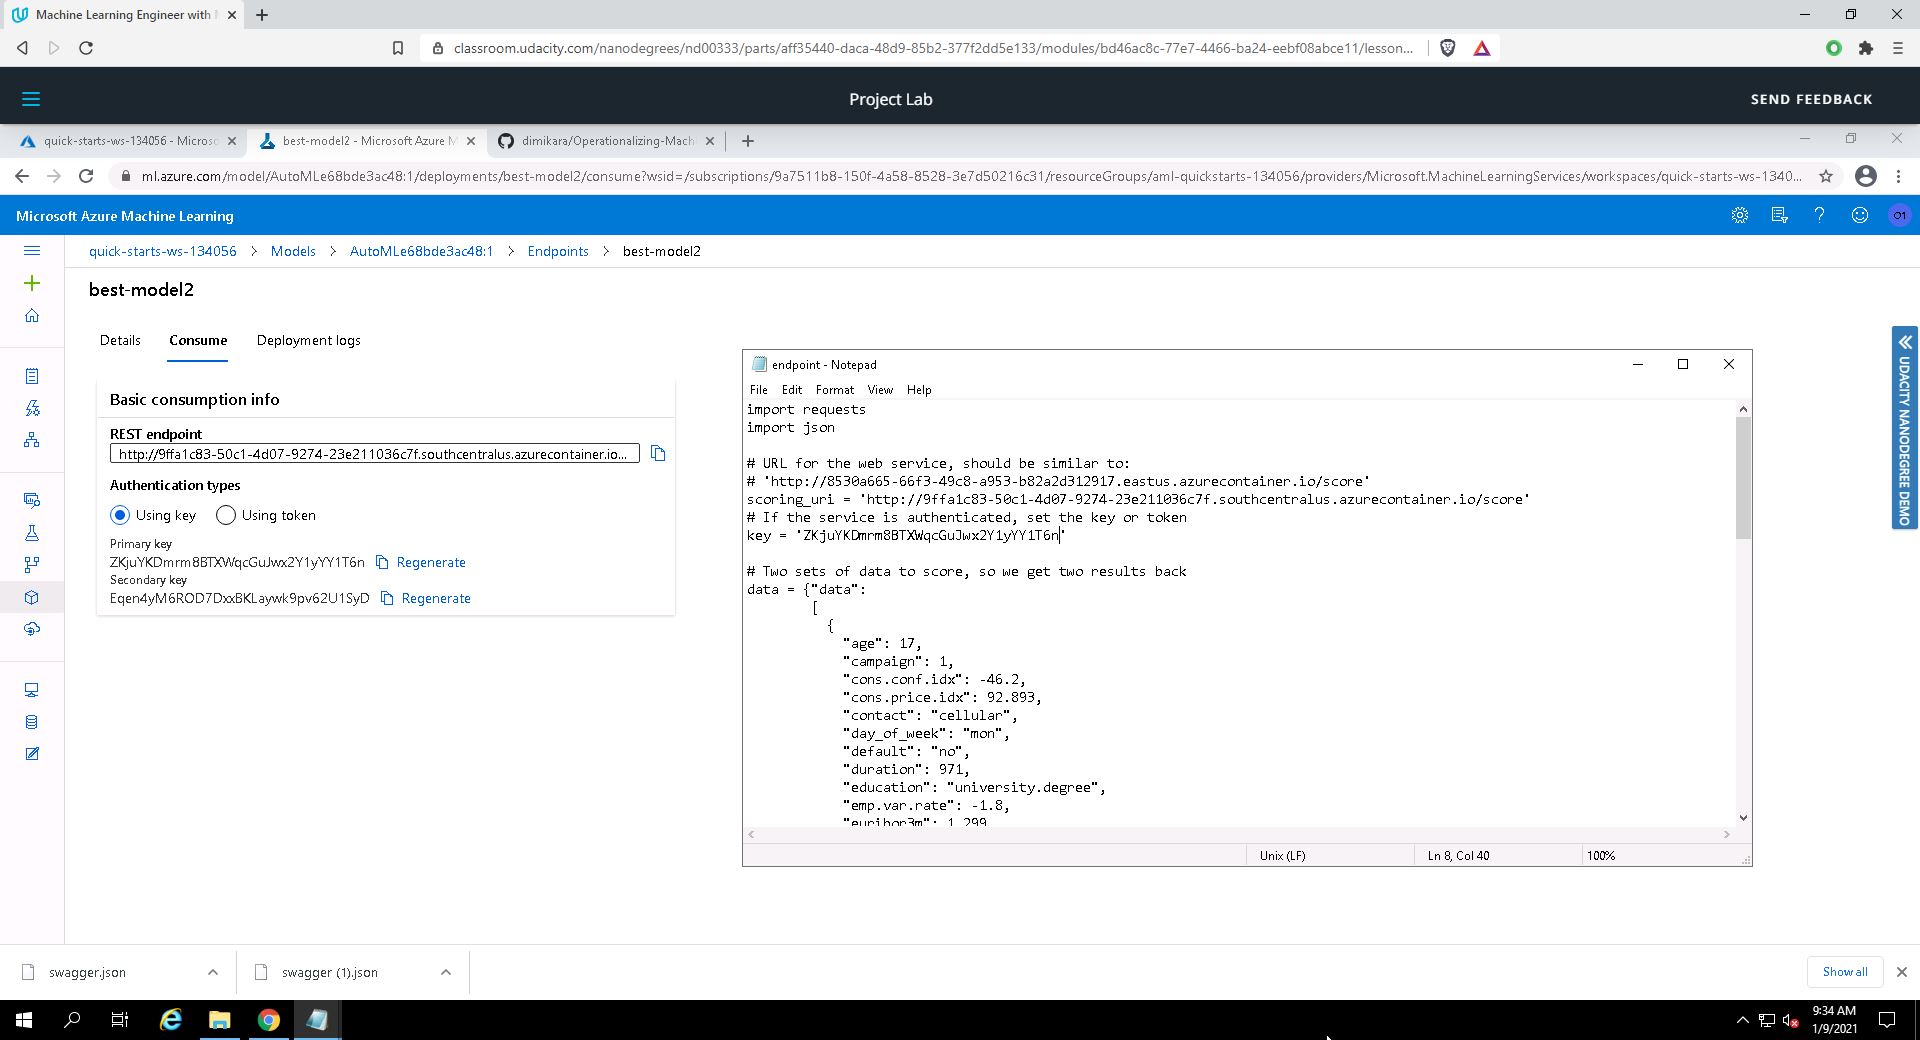 Machine Learning Engineer with
classroom.udacity.com/nanodegrees/nd00333/parts/aff35440-daca-48d9-85b2-377f2dd5e133/modules/bd46ac8c-77e7-4466-ba24-eebf08abce11/lesson...
Project Lab
SEND FEEDBACK
quick-starts-ws-134056 - Microso
best-model2 - Microsoft Azure M
dimikara/Operationalizing-Mach
ml.azure.com/model/AutoMLe68bde3ac48:1/deployments/best-model2/consume?wsid=/subscriptions/9a7511b8-150f-4a58-8528-3e7d50216c31/resourceGroups/aml-quickstarts-134056/providers/Microsoft.MachineLearningServices/workspaces/quick-starts-ws-1340...
Microsoft Azure Machine Learning
O1
quick-starts-ws-134056 > Models > AutoMLe68bde3ac48:1 > Endpoints > best-model2
best-model2
Details Consume Deployment logs
Basic consumption info
REST endpoint
http://9ffa1c83-50c1-4d07-9274-23e211036c7f.southcentralus.azurecontainer.io...
Authentication types
Using key Using token
Primary key
ZKjuYKDmrm8BTXWqcGuJwx2Y1yYY1T6n Regenerate
Secondary key
Eqen4yM6ROD7DxxBKLaywk9pv62U1SyD Regenerate
endpoint - Notepad
File Edit Format View Help
import requests
import json
# URL for the web service, should be similar to:
# 'http://8530a665-66f3-49c8-a953-b82a2d312917.eastus.azurecontainer.io/score'
scoring_uri = 'http://9ffa1c83-50c1-4d07-9274-23e211036c7f.southcentralus.azurecontainer.io/score'
# If the service is authenticated, set the key or token
key = 'ZKjuYKDmrm8BTXWqcGuJwx2Y1yYY1T6n'
# Two sets of data to score, so we get two results back
data = {"data":
[
{
"age": 17,
"campaign": 1,
"cons.conf.idx": -46.2,
"cons.price.idx": 92.893,
"contact": "cellular",
"day_of_week": "mon",
"default": "no",
"duration": 971,
"education": "university.degree",
"emp.var.rate": -1.8,
"euribor3m": 1.299
Unix (LF) Ln 8, Col 40 100%
UDACITY NANODEGREE DEMO
swagger.json
swagger (1).json
Show all
9:34 AM
1/9/2021